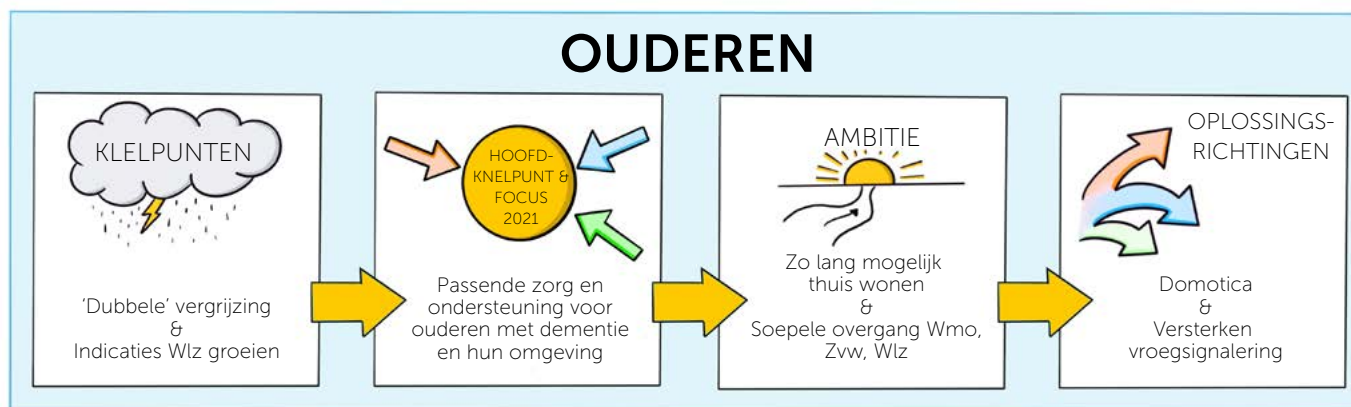 OUDEREN
KLELPUNTEN
'Dubbele' vergrijzing
&
Indicaties Wlz groeien
HOOFD-
KNELPUNT &
FOCUS
2021
Passende zorg en
ondersteuning voor
ouderen met dementie
en hun omgeving
AMBITIE
Zo lang mogelijk
thuis wonen
&
Soepele overgang Wmo,
Zvw, Wlz
OPLOSSINGS-
RICHTINGEN
Domotica
&
Versterken
vroegsignalering